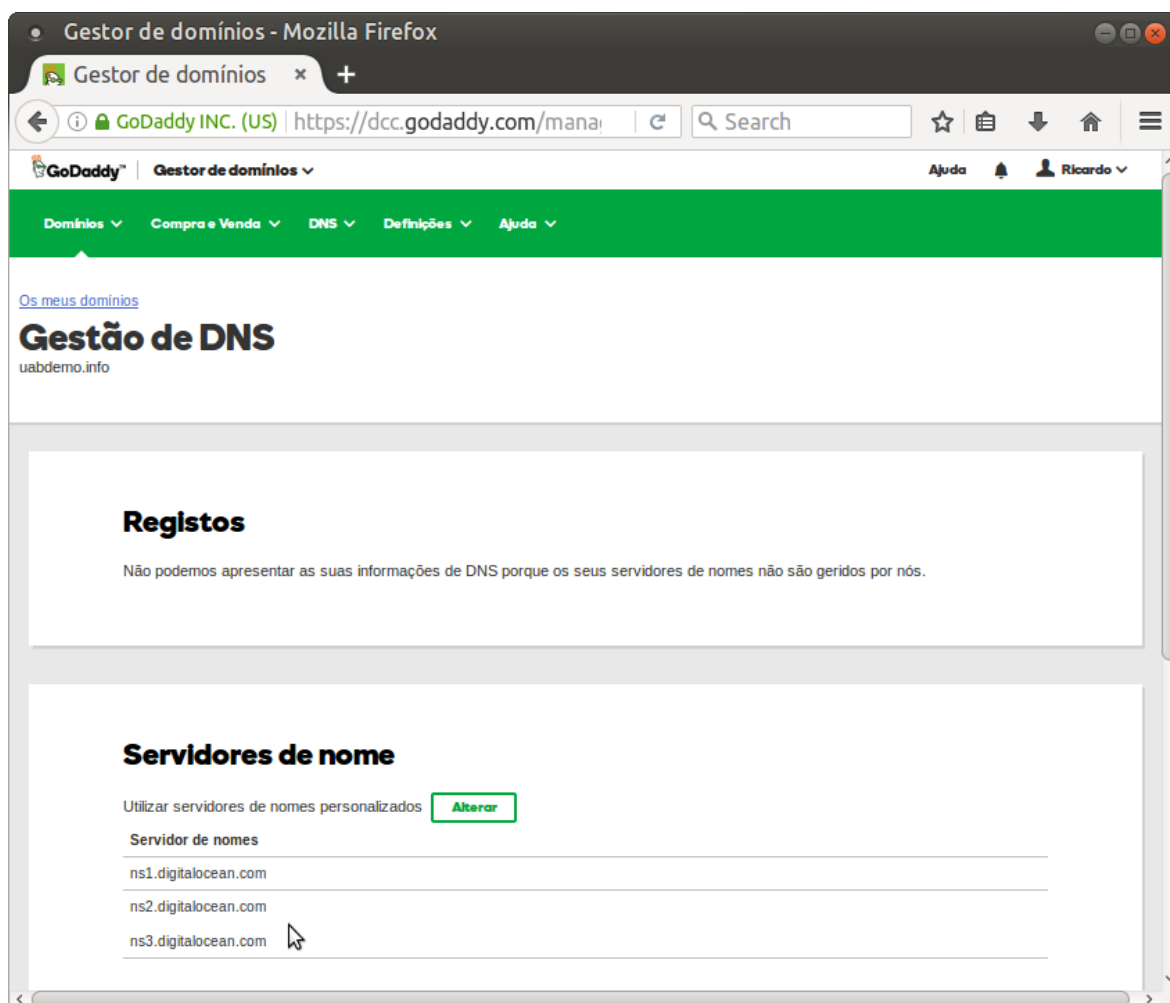 Gestor de domínios - Mozilla Firefox
Gestor de domínios × +
GoDaddy INC. (US) https://dcc.godaddy.com/mana Search
GoDaddy™ Gestor de domínios Ajuda Ricardo
Domínios Compra e Venda DNS Definições Ajuda
Os meus domínios
Gestão de DNS
uabdemo.info
Registos
Não podemos apresentar as suas informações de DNS porque os seus servidores de nomes não são geridos por nós.
Servidores de nome
Utilizar servidores de nomes personalizados Alterar
Servidor de nomes
ns1.digitalocean.com
ns2.digitalocean.com
ns3.digitalocean.com